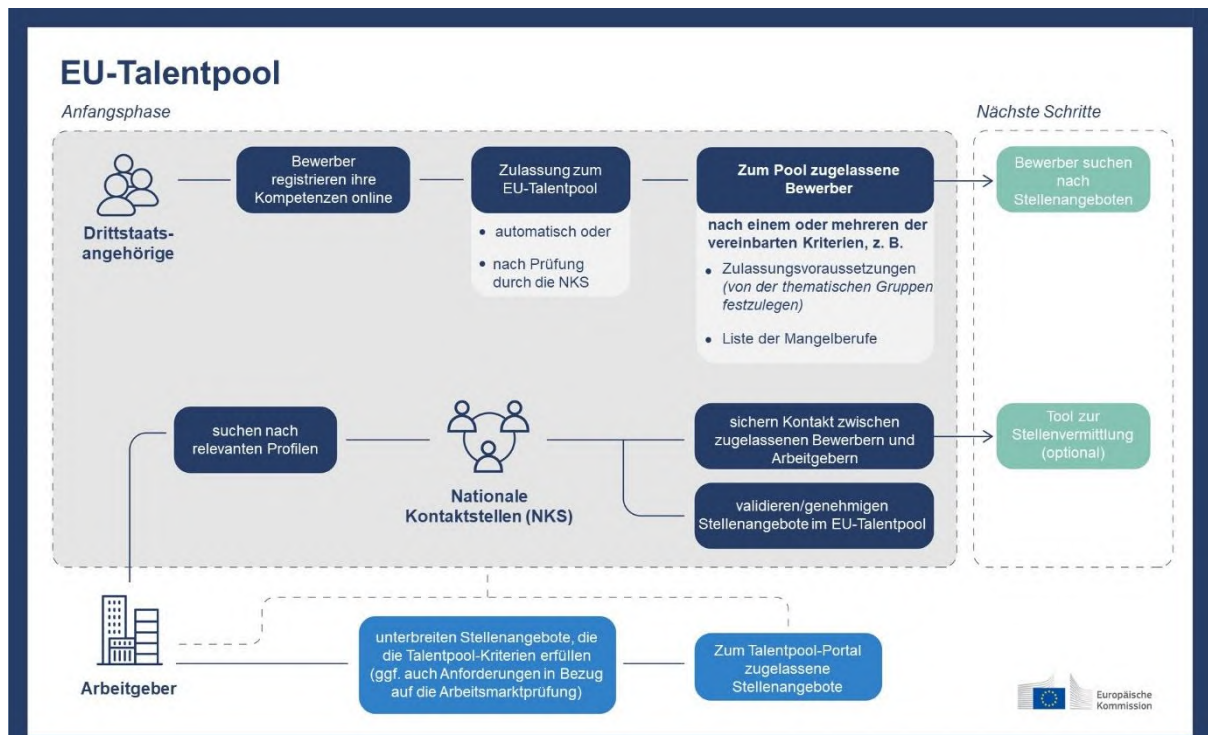 EU-Talentpool
Anfangsphase
Nächste Schritte
Drittstaats-
angehörige
Bewerber
registrieren ihre
Kompetenzen online
Zulassung zum
EU-Talentpool
• automatisch oder
• nach Prüfung
durch die NKS
Zum Pool zugelassene
Bewerber
nach einem oder mehreren der
vereinbarten Kriterien, z. B.
• Zulassungsvoraussetzungen
(von der thematischen Gruppen
festzulegen)
• Liste der Mangelberufe
Bewerber suchen
nach
Stellenangeboten
suchen nach
relevanten Profilen
Nationale
Kontaktstellen (NKS)
sichern Kontakt zwischen
zugelassenen Bewerbern und
Arbeitgebern
validieren/genehmigen
Stellenangebote im EU-Talentpool
Tool zur
Stellenvermittlung
(optional)
Arbeitgeber
unterbreiten Stellenangebote, die
die Talentpool-Kriterien erfüllen
(ggf. auch Anforderungen in Bezug
auf die Arbeitsmarktprüfung)
Zum Talentpool-Portal
zugelassene
Stellenangebote
Europäische
Kommission